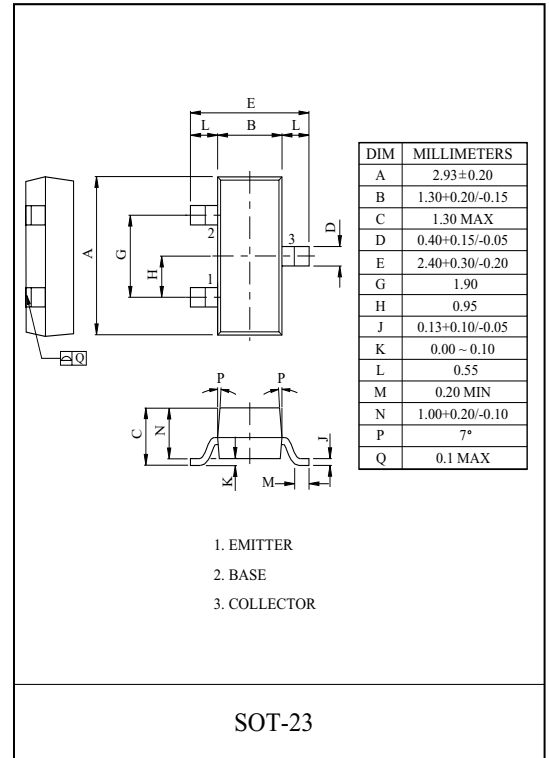 E
L B L
A
G
H
D
2
3
1
Q
P P
C
N
K
M
J
DIM MILLIMETERS
A 2.93±0.20
B 1.30+0.20/-0.15
C 1.30 MAX
D 0.40+0.15/-0.05
E 2.40+0.30/-0.20
G 1.90
H 0.95
J 0.13+0.10/-0.05
K 0.00 ~ 0.10
L 0.55
M 0.20 MIN
N 1.00+0.20/-0.10
P 7°
Q 0.1 MAX
1. EMITTER
2. BASE
3. COLLECTOR
SOT-23